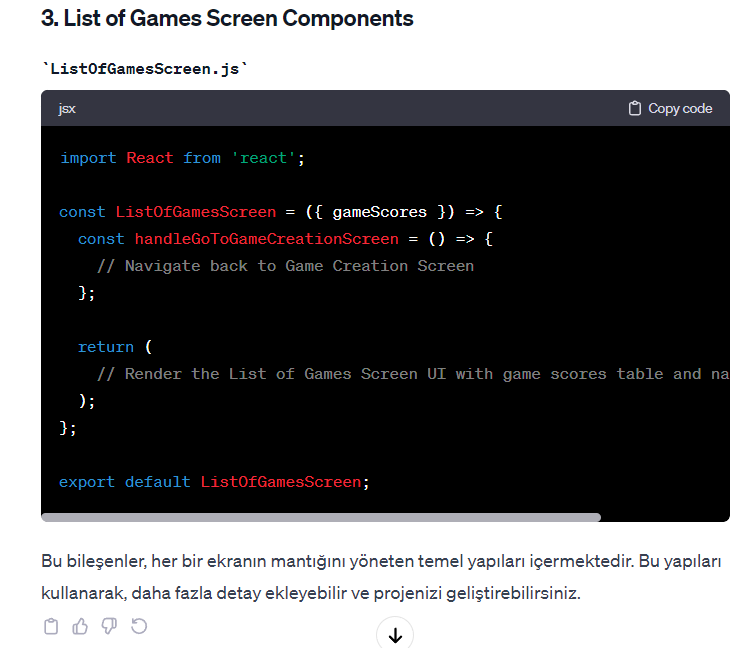 3. List of Games Screen Components
`ListOfGamesScreen.js`
jsx
Copy code
import React from 'react';
const ListOfGamesScreen = ({ gameScores }) => {
const handleGoToGameCreationScreen = () => {
// Navigate back to Game Creation Screen
};
return (
// Render the List of Games Screen UI with game scores table and na
);
};
export default ListOfGamesScreen;
Bu bileşenler, her bir ekranın mantığını yöneten temel yapıları içermektedir. Bu yapıları
kullanarak, daha fazla detay ekleyebilir ve projenizi geliştirebilirsiniz.